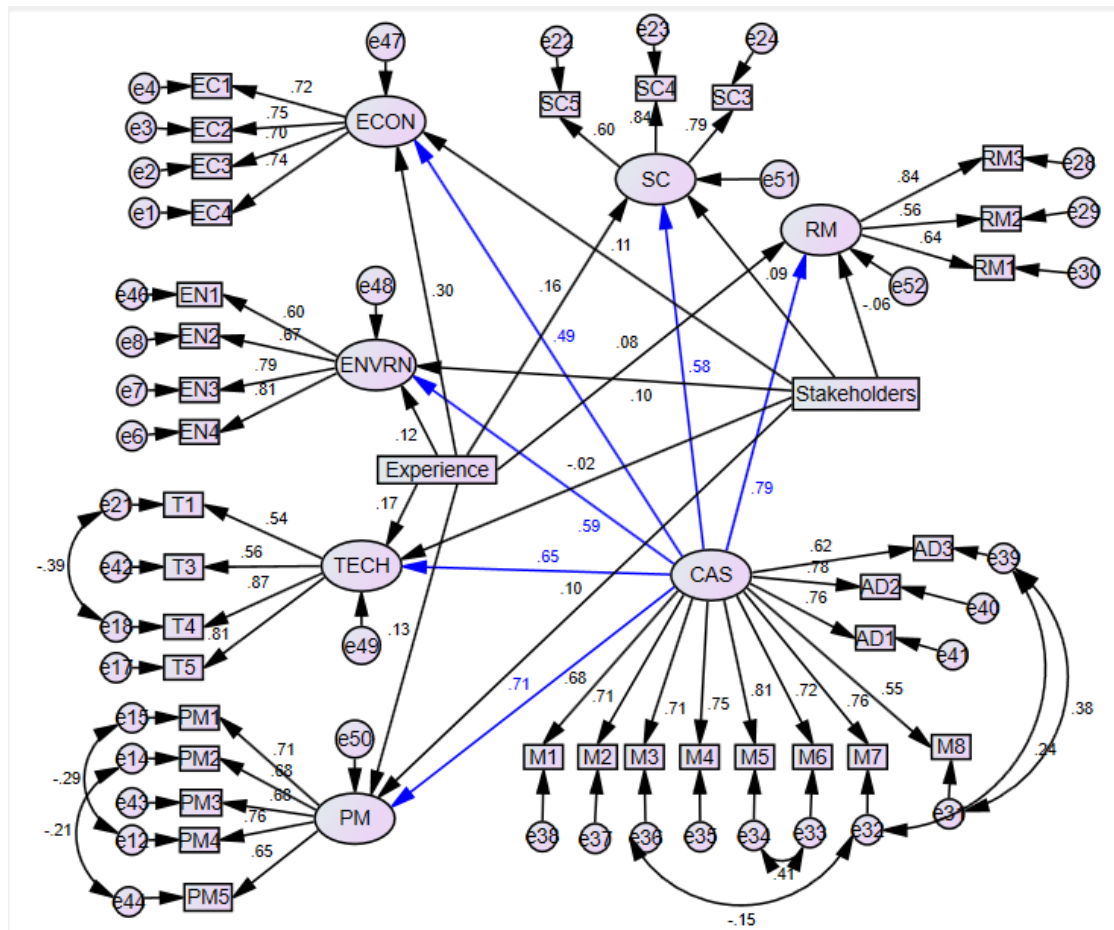 e47
e4
EC1
.72
e3
EC2
.75
ECON
e2
EC3
.70
e1
EC4
.74
e22
e23
e24
SC5
SC4
SC3
.60
.84
.79
SC
e51
RM3
e28
.84
RM2
e29
.56
RM1
e30
.64
RM
e52
.11
.09
-.06
.30
.16
.08
.49
.58
.10
e46
EN1
.60
e48
e8
EN2
.67
ENVRN
e7
EN3
.79
e6
EN4
.81
.12
Stakeholders
Experience
.17
-.02
.79
.59
e21
T1
.54
-.39
e42
T3
.56
TECH
.65
e18
T4
.87
e17
T5
.81
e49
.13
.10
CAS
.62
AD3
e39
.78
AD2
e40
.76
AD1
e41
.71
.68
.71
.71
.75
.81
.72
.76
.55
.38
.24
e15
PM1
.71
e50
e14
PM2
.68
-.29
e43
PM3
.68
PM
e12
PM4
.76
-.21
e44
PM5
.65
M1
M2
M3
M4
M5
M6
M7
M8
e38
e37
e36
e35
e34
e33
e32
e31
.41
-.15